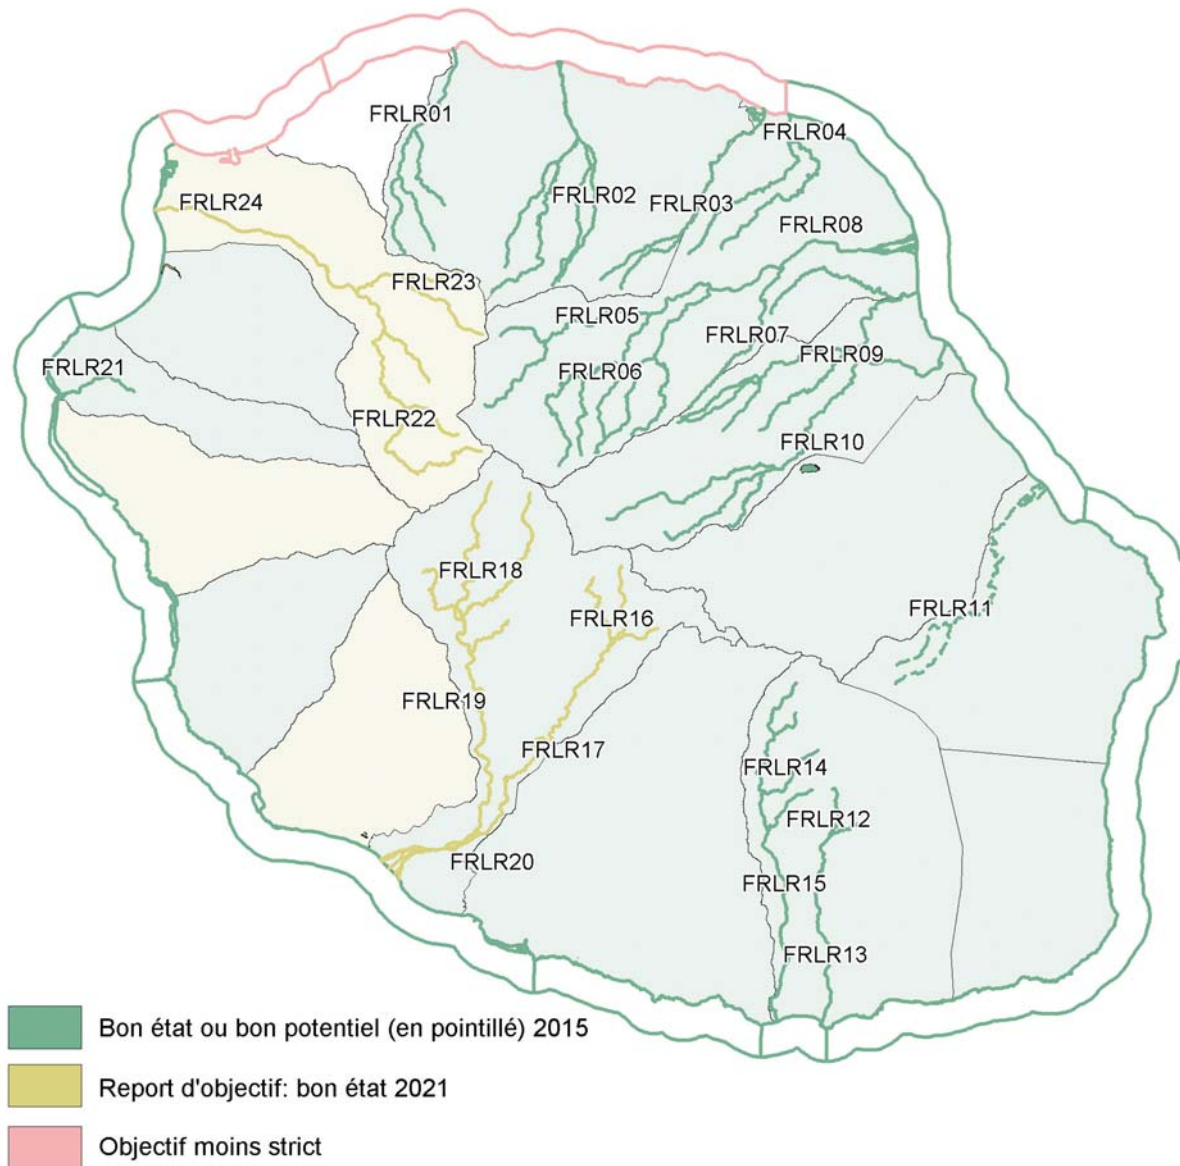 FRLR01
FRLR04
FRLR02
FRLR03
FRLR24
FRLR08
FRLR23
FRLR05
FRLR07
FRLR09
FRLR21
FRLR06
FRLR22
FRLR10
FRLR18
FRLR11
FRLR16
FRLR19
FRLR17
FRLR14
FRLR12
FRLR20
FRLR15
FRLR13
Bon état ou bon potentiel (en pointillé) 2015
Report d'objectif: bon état 2021
Objectif moins strict